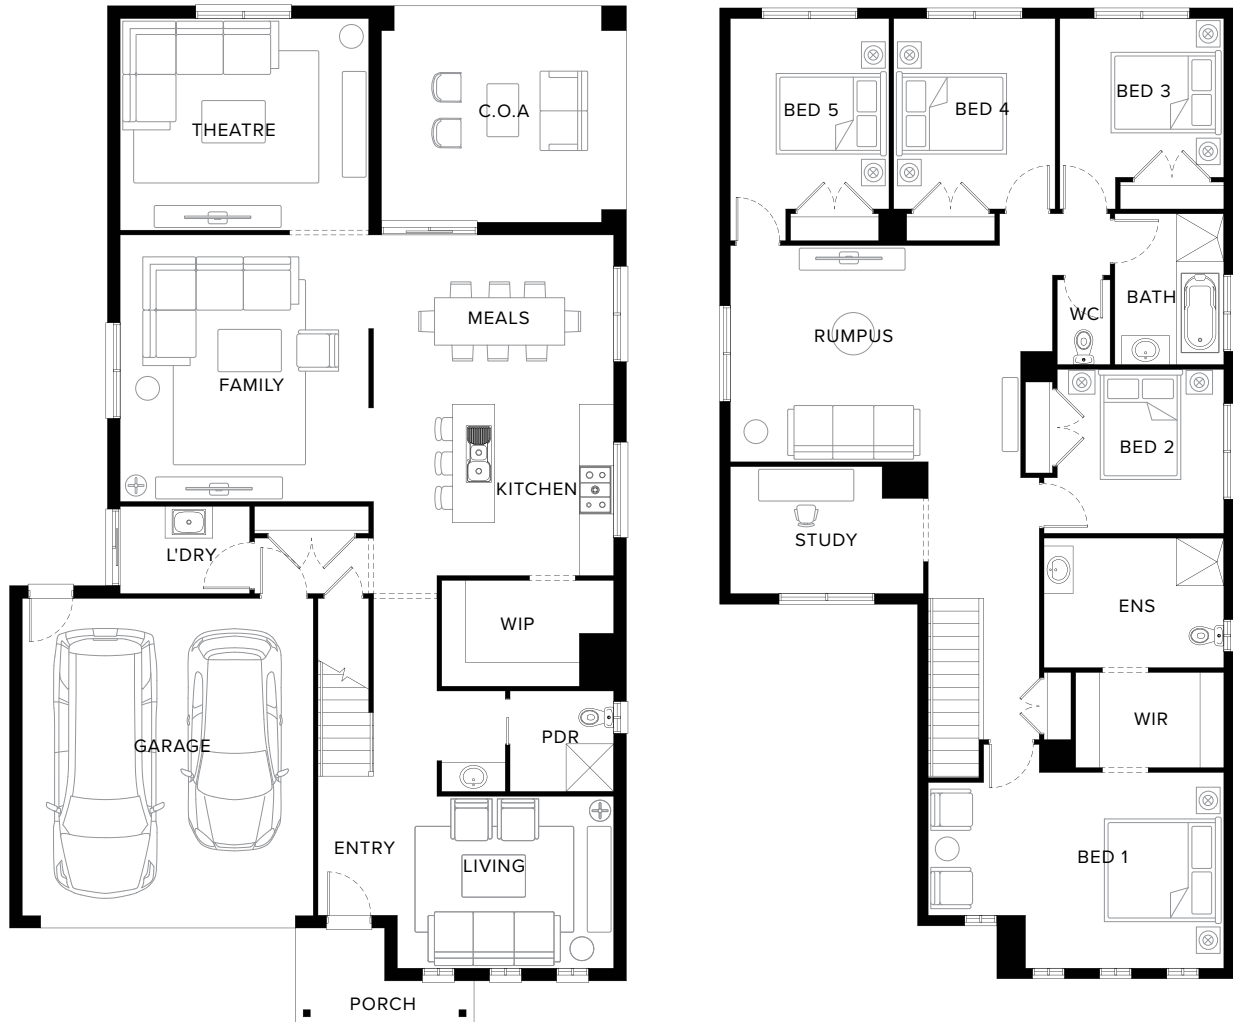 THEATRE
C.O.A
MEALS
FAMILY
KITCHEN
L'DRY
WIP
PDR
GARAGE
ENTRY
LIVING
PORCH
BED 5
BED 4
BED 3
BATH
WC
RUMPUS
BED 2
STUDY
ENS
WIR
BED 1